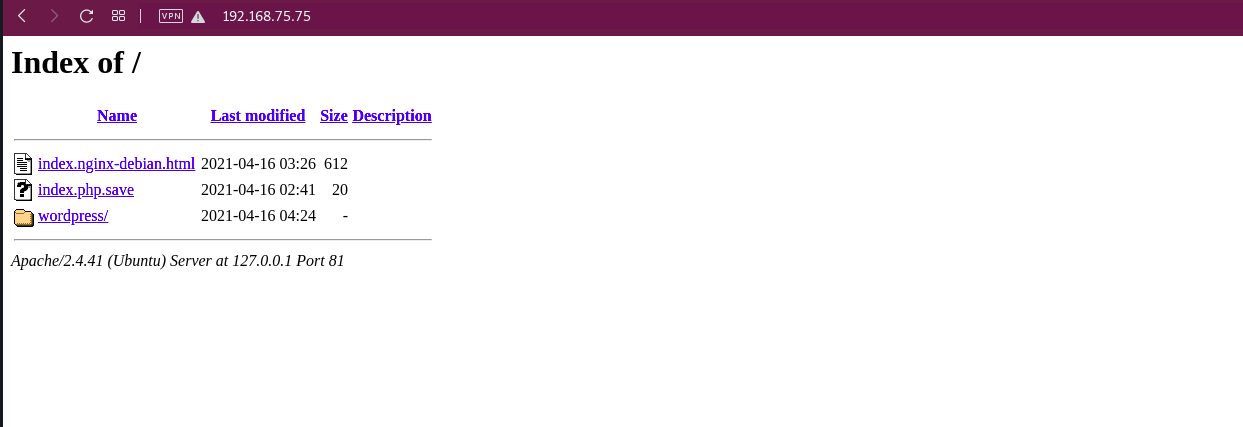 VPN 192.168.75.75
Index of /
Name Last modified Size Description
index.nginx-debian.html 2021-04-16 03:26 612
index.php.save 2021-04-16 02:41 20
wordpress/ 2021-04-16 04:24 -
Apache/2.4.41 (Ubuntu) Server at 127.0.0.1 Port 81